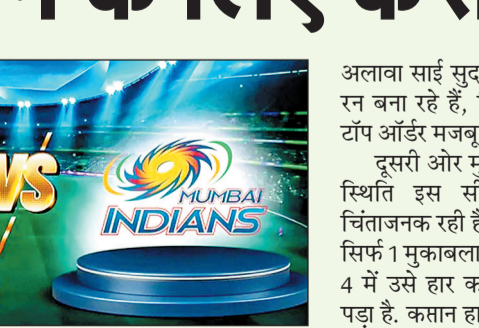 के लिए
VS
MUMBAI
INDIANS
अलावा साई
रन बना रहे हैं,
टॉप ऑर्डर
दूसरी ओर
स्थिति इस
चिंताजनक रही
सिर्फ 1 मुकाबला
4 में उसे हार
पड़ा है. कप्तान